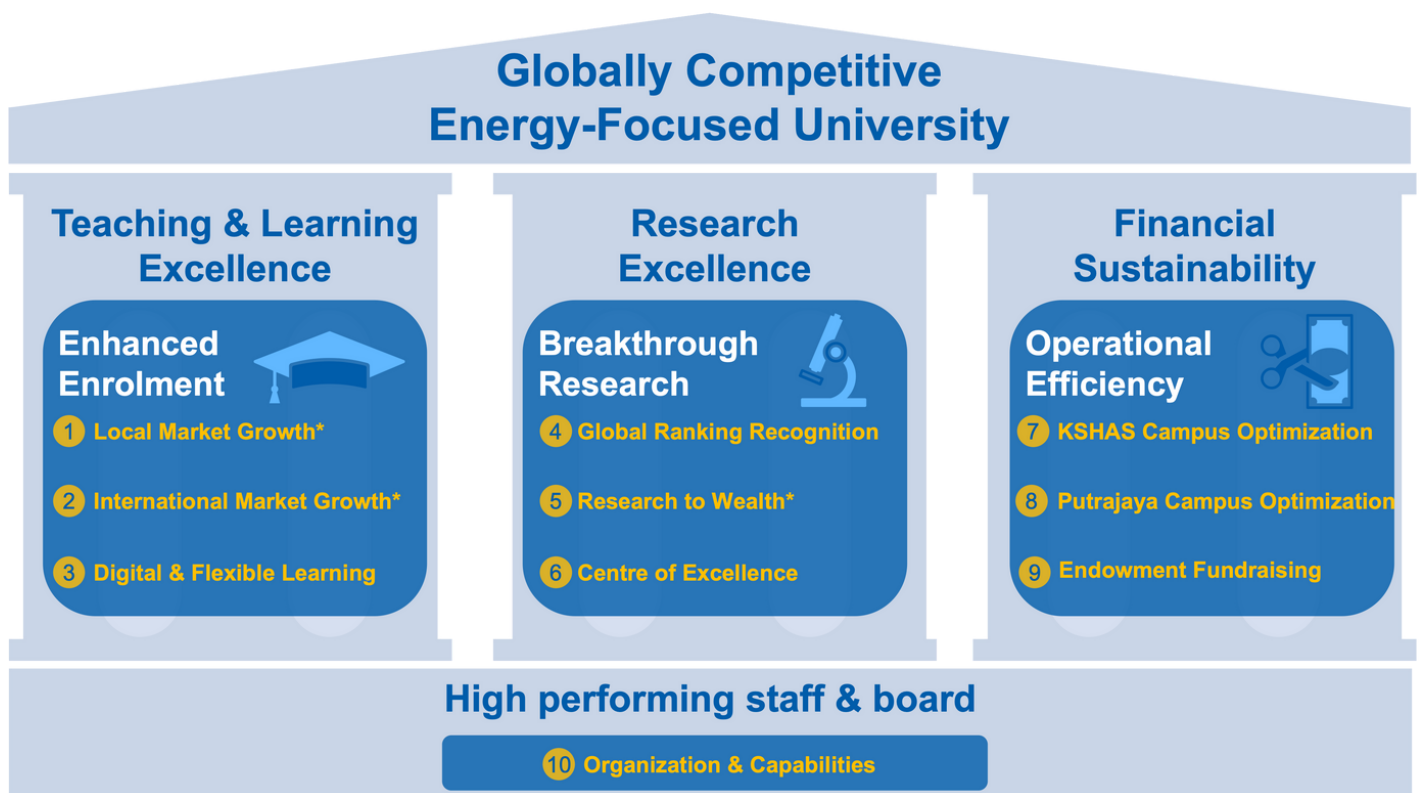 Globally Competitive
Energy-Focused University
Teaching & Learning
Excellence
Enhanced
Enrolment
1 Local Market Growth*
2 International Market Growth*
3 Digital & Flexible Learning
Research
Excellence
Breakthrough
Research
4 Global Ranking Recognition
5 Research to Wealth*
6 Centre of Excellence
Financial
Sustainability
Operational
Efficiency
7 KSHAS Campus Optimization
8 Putrajaya Campus Optimization
9 Endowment Fundraising
High performing staff & board
10 Organization & Capabilities